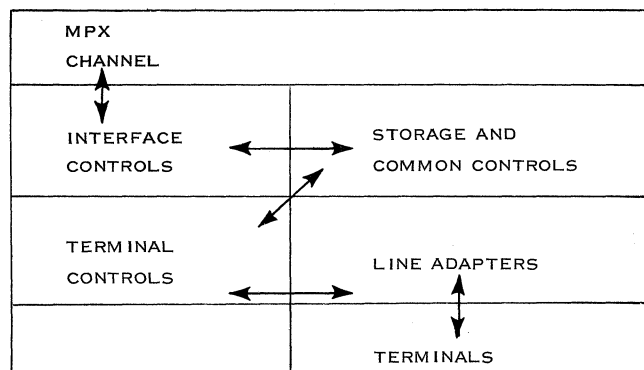 MPX
CHANNEL
INTERFACE
CONTROLS
STORAGE AND
COMMON CONTROLS
TERMINAL
CONTROLS
LINE ADAPTERS
TERMINALS